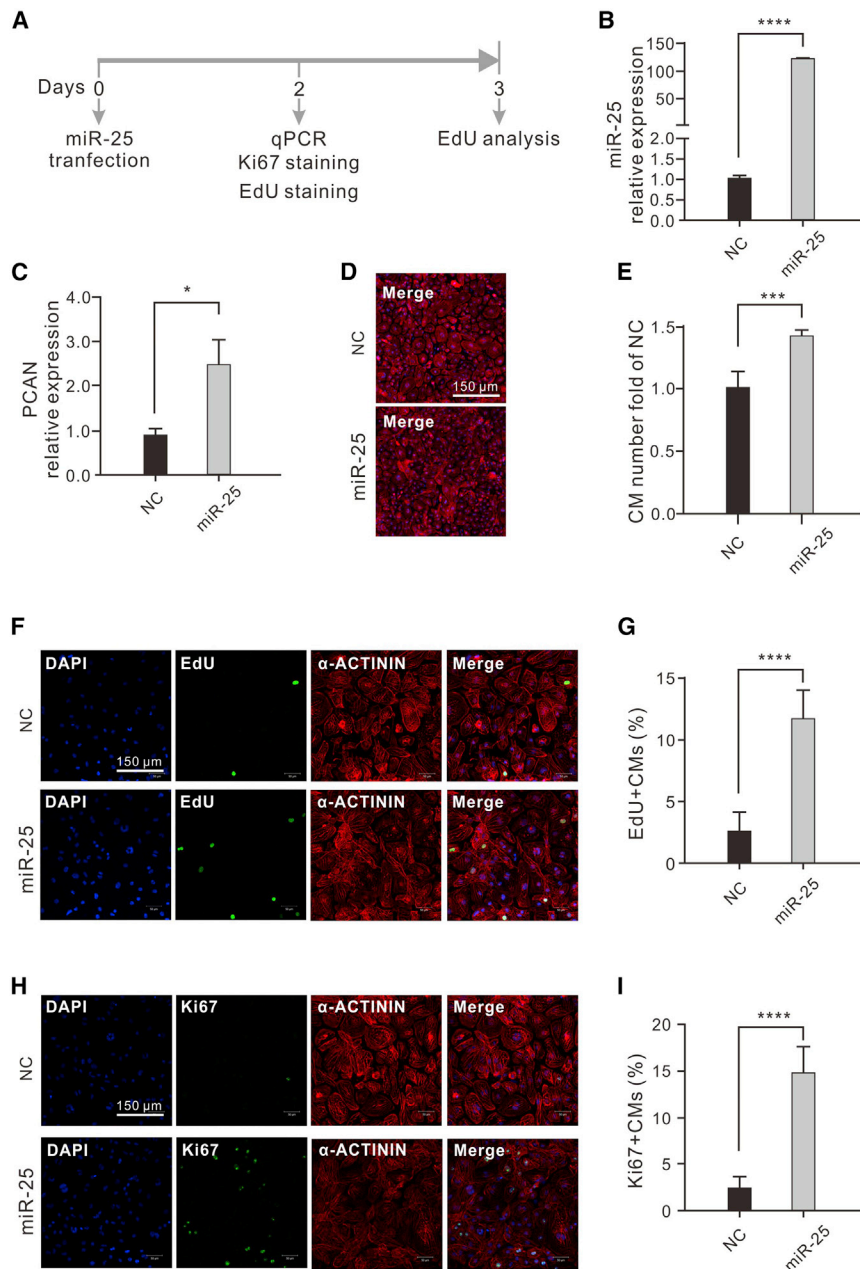 A
Days 0 2 3
miR-25
tranfection
qPCR
Ki67 staining
EdU staining
EdU analysis
B
miR-25
relative expression
150
100
50
2.0
1.5
1.0
0.5
0.0
****
NC
miR-25
C
PCAN
relative expression
4.0
3.0
2.0
1.0
0.0
*
NC
miR-25
D
NC
Merge
150 μm
miR-25
Merge
E
CM number fold of NC
1.5
1.0
0.5
0.0
***
NC
miR-25
F
NC
DAPI EdU α-ACTININ Merge
150 μm
miR-25
DAPI EdU α-ACTININ Merge
G
EdU+CMs (%)
15
10
5
0
****
NC
miR-25
H
NC
DAPI Ki67 α-ACTININ Merge
150 μm
miR-25
DAPI Ki67 α-ACTININ Merge
I
Ki67+CMs (%)
20
15
10
5
0
****
NC
miR-25